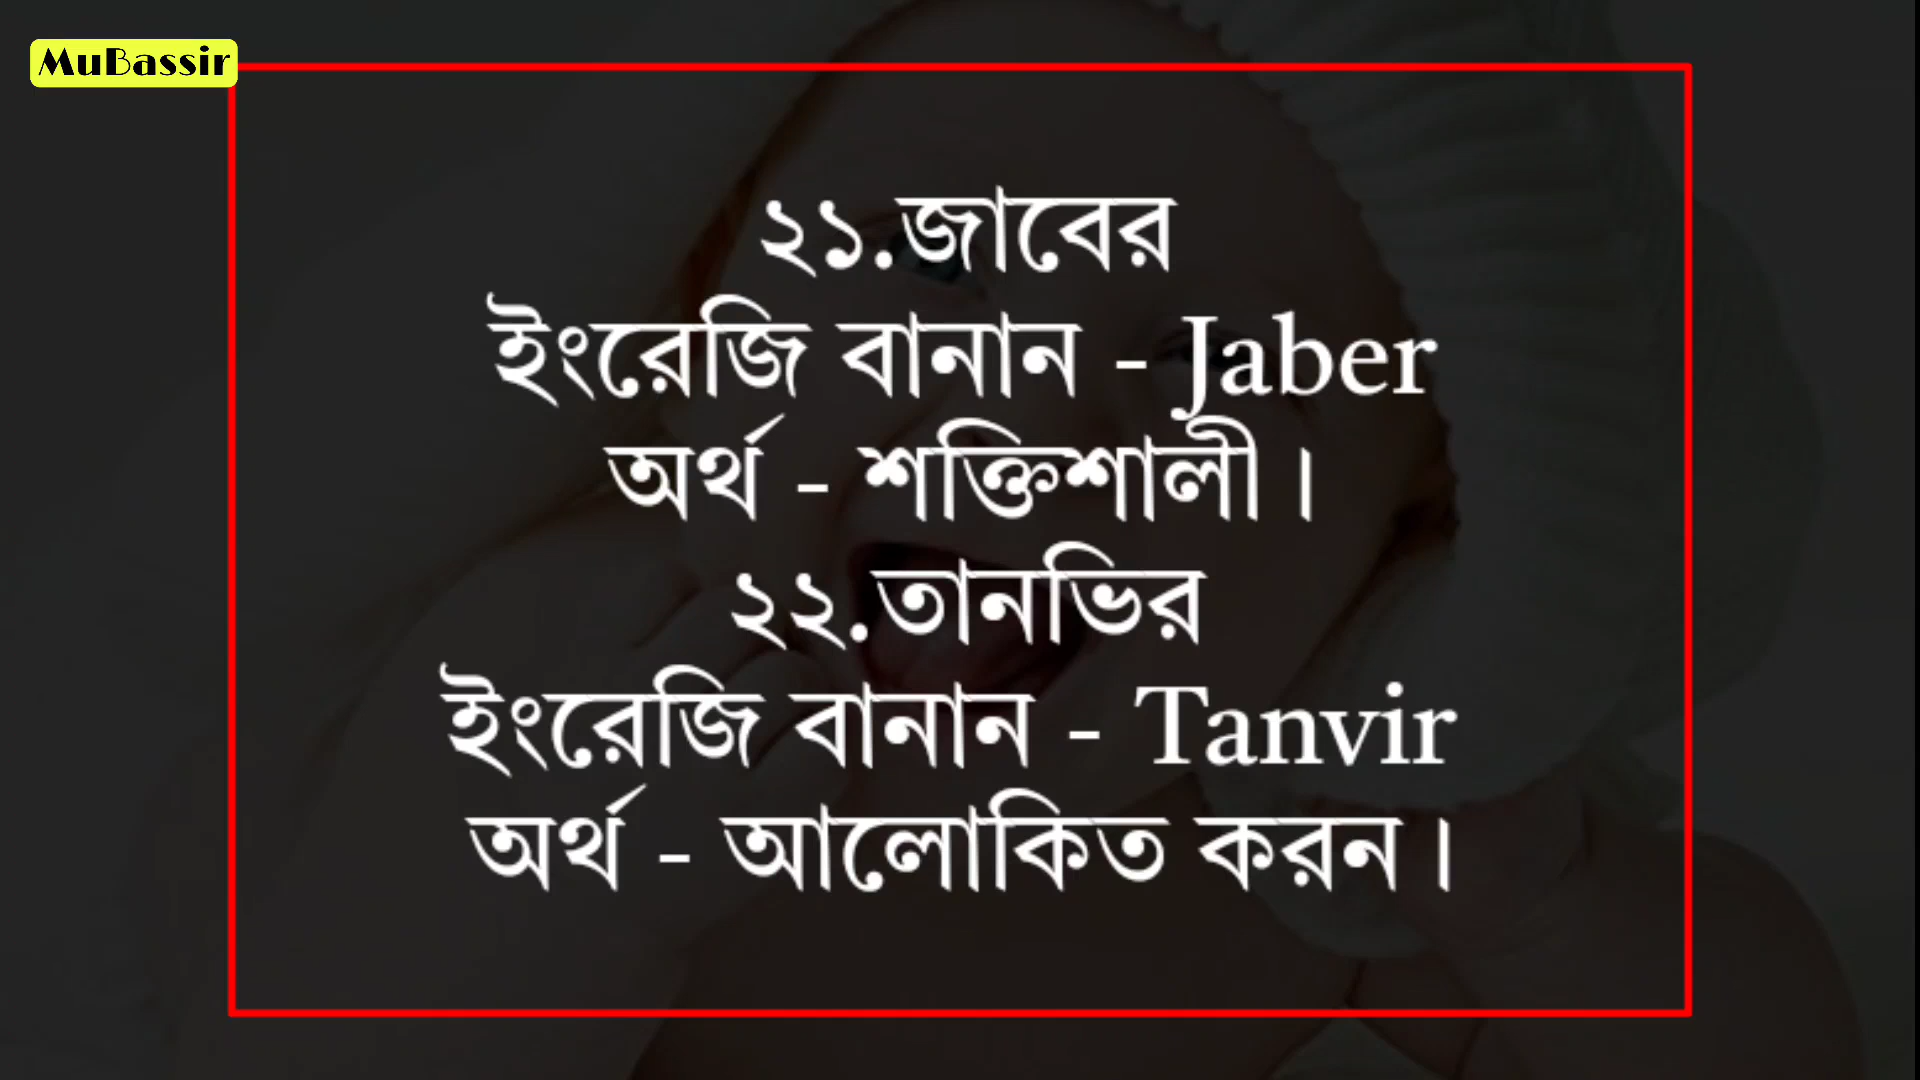 MuBassir
২১.জাবের
ইংরেজি বানান - Jaber
অর্থ - শক্তিশালী ।
২২.তানভির
ইংরেজি বানান - Tanvir
অর্থ - আলোকিত করন ।